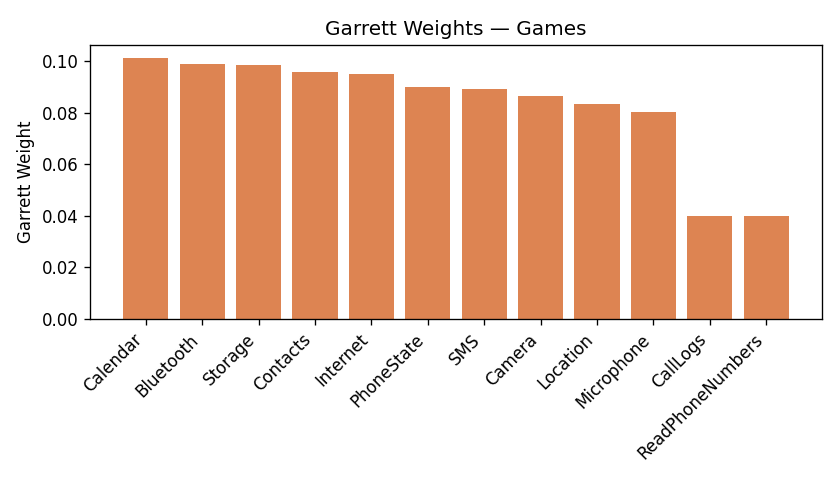 Garrett Weights — Games
Garrett Weight
0.10
0.08
0.06
0.04
0.02
0.00
Calendar
Bluetooth
Storage
Contacts
Internet
PhoneState
SMS
Camera
Location
Microphone
CallLogs
ReadPhoneNumbers